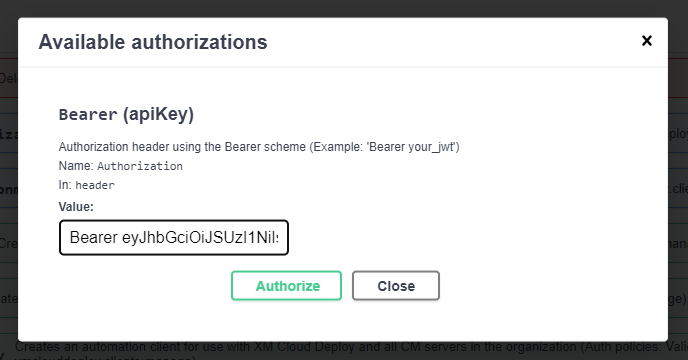 Available authorizations
×
Del
Bearer (apiKey)
Authorization header using the Bearer scheme (Example: 'Bearer your_jwt')
Name: Authorization
In: header
Value:
Bearer eyJhbGciOiJSUzI1NiIs
Authorize
Close
Creates an automation client for use with XM Cloud Deploy and all CM servers in the organization (Auth policies: Vali